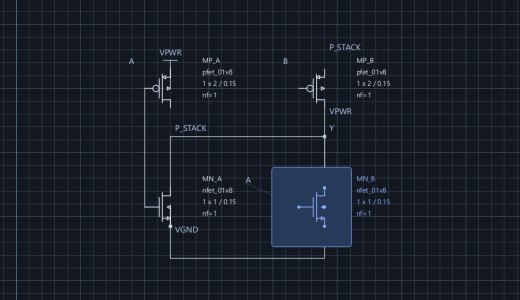 P_STACK
VPWR
A
MP_A
pfet_01v8
1 x 2 / 0.15
nf= 1
B
MP_B
pfet_01v8
1 x 2 / 0.15
nf= 1
VPWR
P_STACK
Y
MN_A
nfet_01v8
1 x 1 / 0.15
nf= 1
A
MN_B
nfet_01v8
1 x 1 / 0.15
nf= 1
VGND